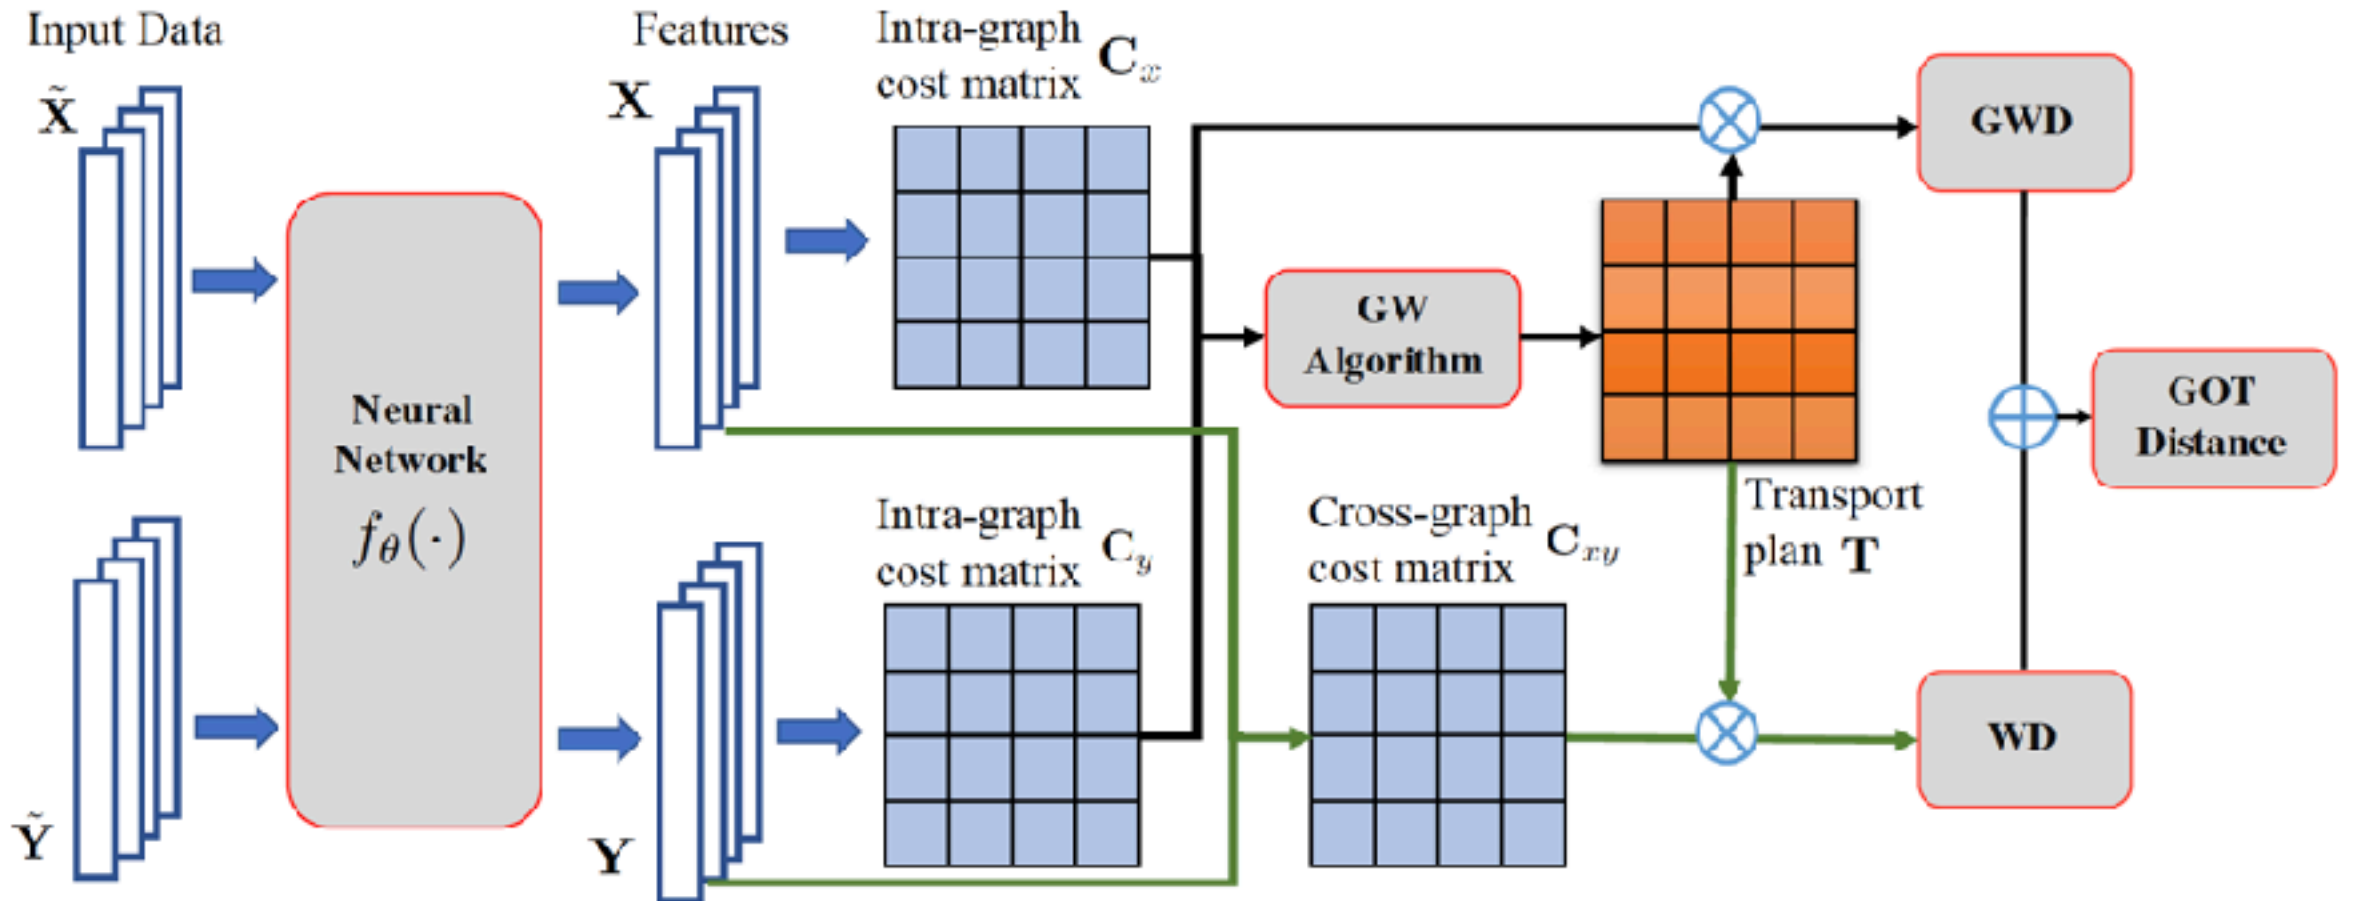 Input Data
X̃
Neural
Network
f_θ(·)
Ỹ
Features
X
Y
Intra-graph
cost matrix C_x
Intra-graph
cost matrix C_y
GW
Algorithm
Cross-graph
cost matrix C_xy
Transport
plan T
GWD
GOT
Distance
WD